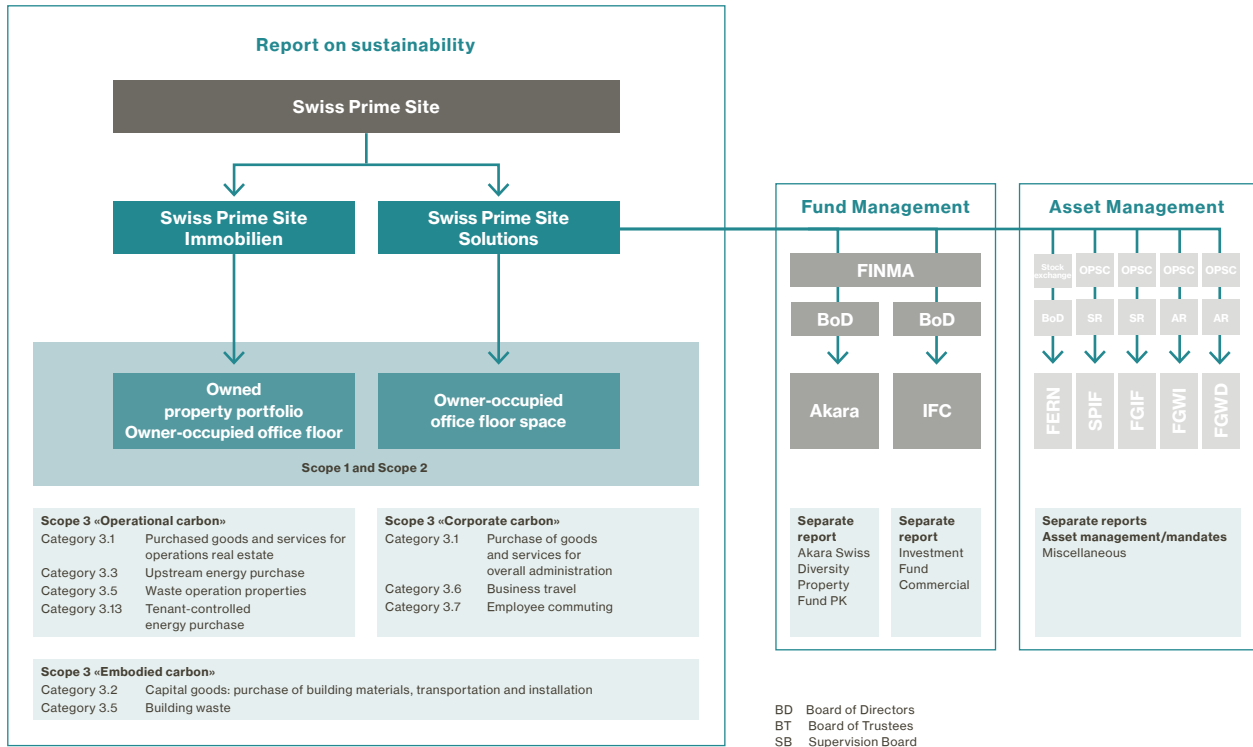 Report on sustainability
Swiss Prime Site
Swiss Prime Site
Immobilien
Swiss Prime Site
Solutions
Owned
property portfolio
Owner-occupied office floor
Owner-occupied
office floor space
Scope 1 and Scope 2
Scope 3 «Operational carbon»
Category 3.1 Purchased goods and services for
operations real estate
Category 3.3 Upstream energy purchase
Category 3.5 Waste operation properties
Category 3.13 Tenant-controlled
energy purchase
Scope 3 «Corporate carbon»
Category 3.1 Purchase of goods
and services for
overall administration
Category 3.6 Business travel
Category 3.7 Employee commuting
Scope 3 «Embodied carbon»
Category 3.2 Capital goods: purchase of building materials, transportation and installation
Category 3.5 Building waste
Fund Management
FINMA
BoD BoD
Akara IFC
Separate
report
Akara Swiss
Diversity
Property
Fund PK
Separate
report
Investment
Fund
Commercial
Asset Management
Stock
exchange
OPSC OPSC OPSC OPSC
BoD SR SR AR AR
FERN
SPIF
FGIF
FGWI
FGWD
Separate reports
Asset management/mandates
Miscellaneous
BD Board of Directors
BT Board of Trustees
SB Supervision Board